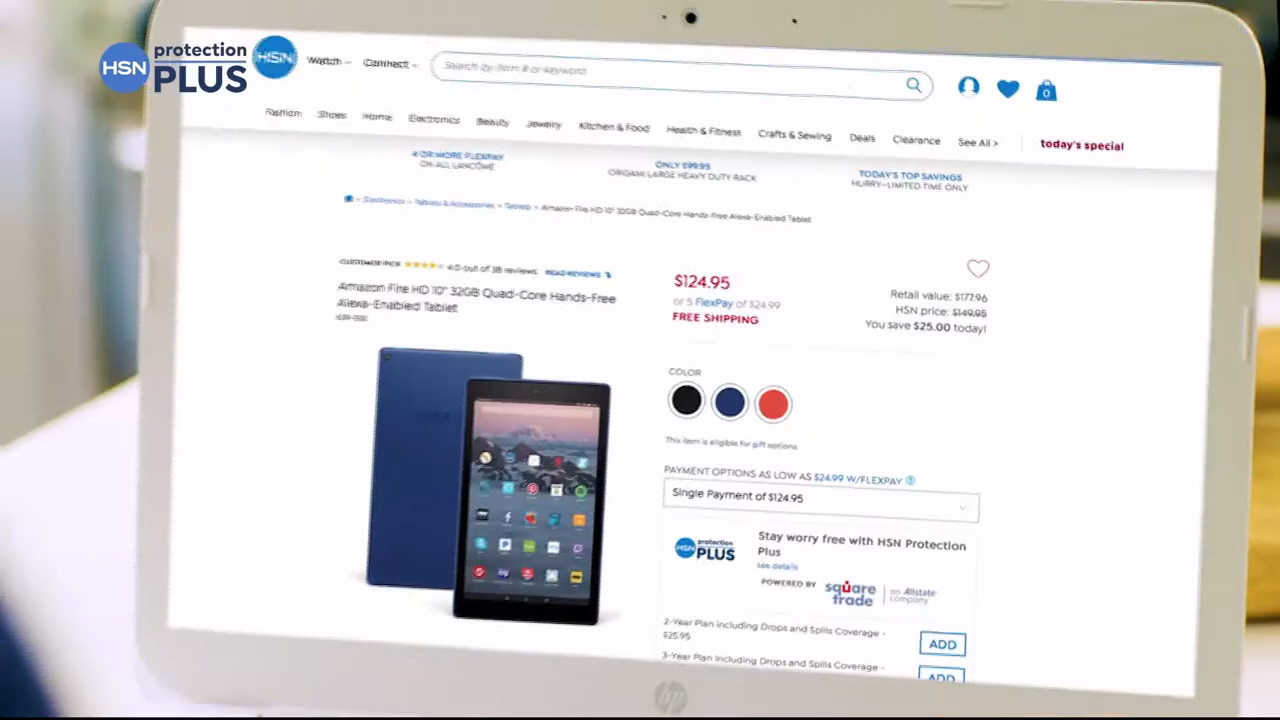 HSN protection PLUS
HSN Watch Connect Search by item # or keyword 0
Fashion Shoes Home Electronics Beauty Jewelry Kitchen & Food Health & Fitness Crafts & Sewing Deals Clearance See All > today's special
4 OR MORE FLEXPAY
ON ALL LANCÔME
ONLY $99.95
ORIGAMI LARGE HEAVY DUTY RACK
TODAY'S TOP SAVINGS
HURRY–LIMITED TIME ONLY
Electronics > Tablets & Accessories > Tablets > Amazon Fire HD 10" 32GB Quad-Core Hands-Free Alexa-Enabled Tablet
CUSTOMER PICK 4.0 out of 38 reviews READ REVIEWS
Amazon Fire HD 10" 32GB Quad-Core Hands-Free
Alexa-Enabled Tablet
$124.95
or 5 FlexPay of $24.99
FREE SHIPPING
Retail value: $177.96
HSN price: $149.95
You save $25.00 today!
COLOR
This item is eligible for gift options.
PAYMENT OPTIONS AS LOW AS $24.99 W/FLEXPAY ?
Single Payment of $124.95
HSN protection PLUS
Stay worry free with HSN Protection
Plus
see details
POWERED BY square trade an Allstate company
2-Year Plan including Drops and Spills Coverage -
$25.95
ADD
3-Year Plan Including Drops and Spills Coverage -
ADD
hp